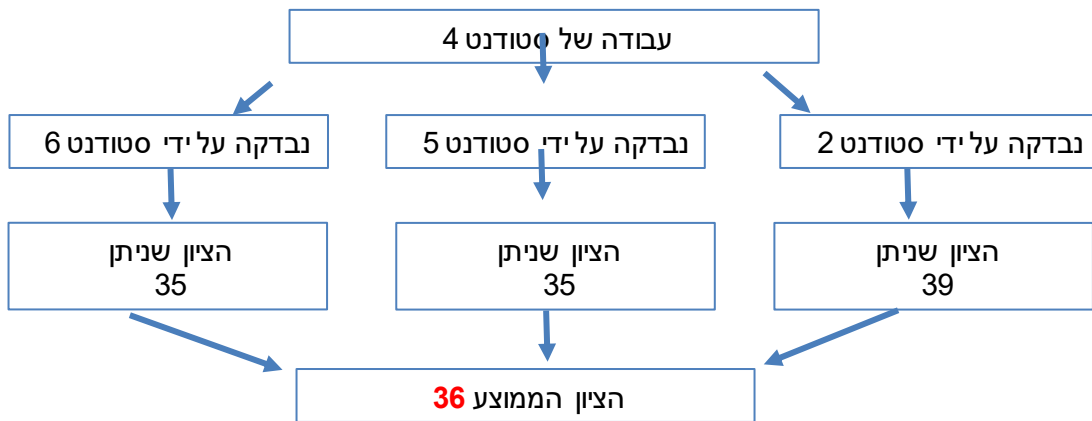 עבודה של סטודנט 4
נבדקה על ידי סטודנט 2
נבדקה על ידי סטודנט 5
נבדקה על ידי סטודנט 6
הציון שניתן
39
הציון שניתן
35
הציון שניתן
35
הציון הממוצע 36